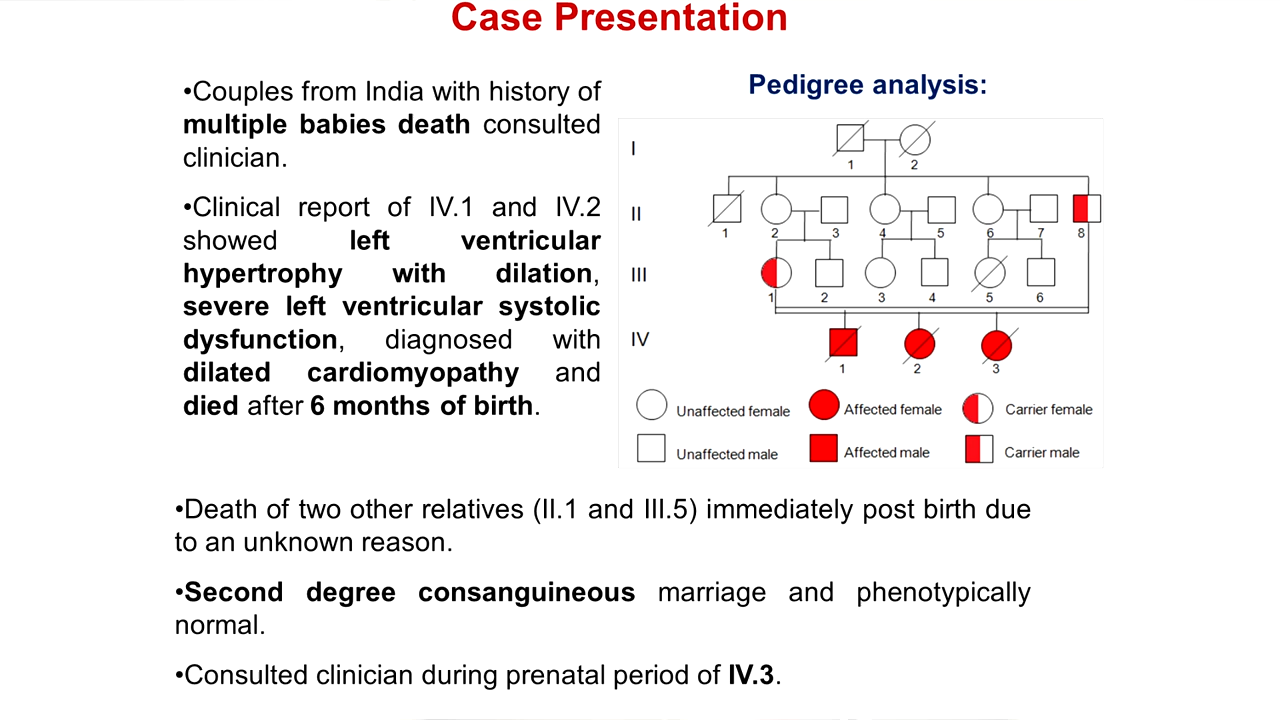 Case Presentation
•Couples from India with history of
multiple babies death consulted
clinician.
•Clinical report of IV.1 and IV.2
showed left ventricular
hypertrophy with dilation,
severe left ventricular systolic
dysfunction, diagnosed with
dilated cardiomyopathy and
died after 6 months of birth.
Pedigree analysis:
I
1 2
II
1 2 3 4 5 6 7 8
III
1 2 3 4 5 6
IV
1 2 3
Unaffected female Affected female Carrier female
Unaffected male Affected male Carrier male
•Death of two other relatives (II.1 and III.5) immediately post birth due
to an unknown reason.
•Second degree consanguineous marriage and phenotypically
normal.
•Consulted clinician during prenatal period of IV.3.